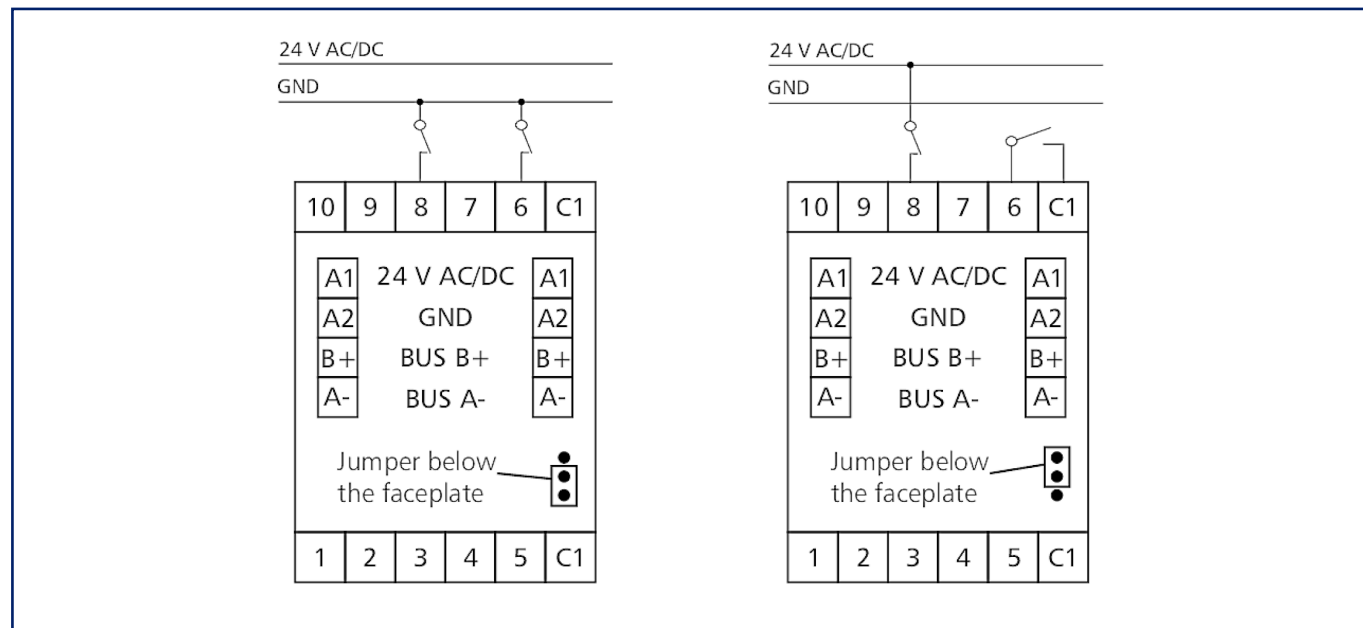 24 V AC/DC
GND
10 9 8 7 6 C1
A1 24 V AC/DC A1
A2 GND A2
B+ BUS B+ B+
A- BUS A- A-
Jumper below
the faceplate
1 2 3 4 5 C1
24 V AC/DC
GND
10 9 8 7 6 C1
A1 24 V AC/DC A1
A2 GND A2
B+ BUS B+ B+
A- BUS A- A-
Jumper below
the faceplate
1 2 3 4 5 C1